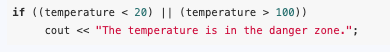 if ((temperature < 20) || (temperature > 100))
cout << "The temperature is in the danger zone.";